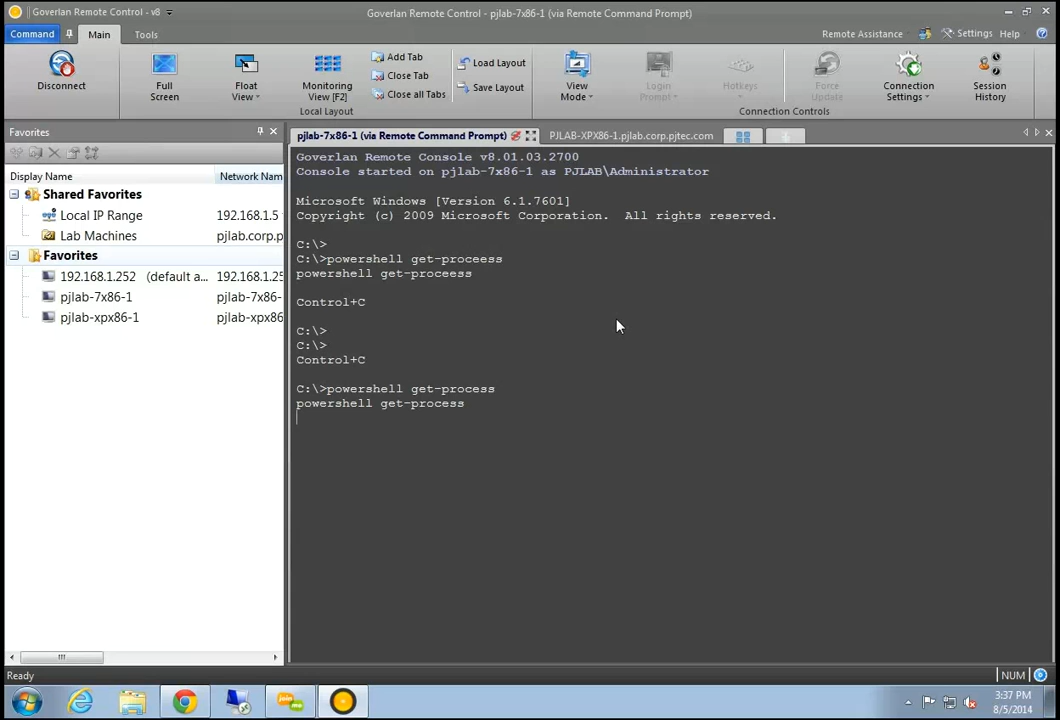 Goverlan Remote Control - v8
Goverlan Remote Control - pjlab-7x86-1 (via Remote Command Prompt)
Command
Main
Tools
Remote Assistance
Settings
Help
Disconnect
Full Screen
Float View
Monitoring View [F2]
Add Tab
Close Tab
Close all Tabs
Load Layout
Save Layout
Local Layout
View Mode
Login Prompt
Hotkeys
Force Update
Connection Settings
Session History
Connection Controls
Favorites
pjlab-7x86-1 (via Remote Command Prompt)
PJLAB-XPX86-1.pjlab.corp.pjtec.com
Display Name
Network Nam
Shared Favorites
Local IP Range
192.168.1.5
Lab Machines
pjlab.corp.p
Favorites
192.168.1.252 (default a...
192.168.1.25
pjlab-7x86-1
pjlab-7x86-
pjlab-xpx86-1
pjlab-xpx86
Goverlan Remote Console v8.01.03.2700
Console started on pjlab-7x86-1 as PJLAB\Administrator
Microsoft Windows [Version 6.1.7601]
Copyright (c) 2009 Microsoft Corporation. All rights reserved.
C:\>
C:\>powershell get-proceess
powershell get-proceess
Control+C
C:\>
C:\>
Control+C
C:\>powershell get-process
powershell get-process
Ready
NUM
3:37 PM
8/5/2014